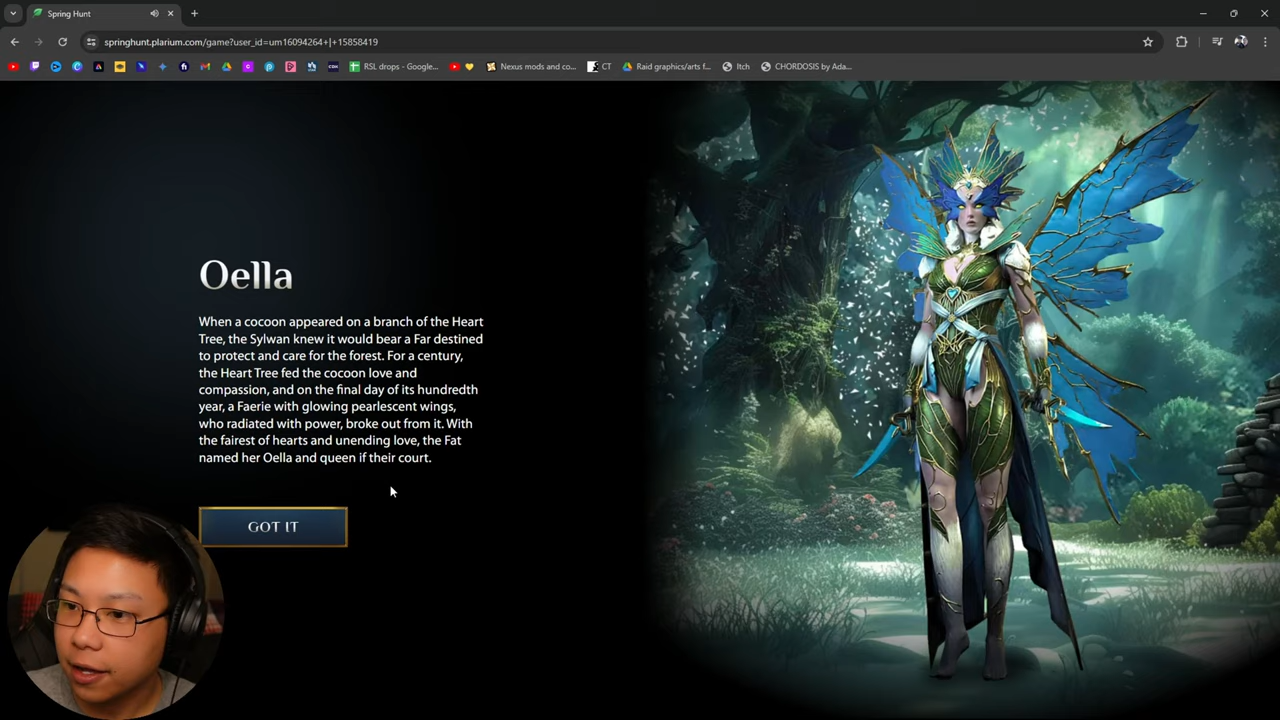 Spring Hunt
springhunt.plarium.com/game?user_id=um16094264+|+15858419
RSL drops - Google...
Nexus mods and co...
CT
Raid graphics/arts f...
Itch
CHORDOSIS by Ada...
Oella
When a cocoon appeared on a branch of the Heart
Tree, the Sylwan knew it would bear a Far destined
to protect and care for the forest. For a century,
the Heart Tree fed the cocoon love and
compassion, and on the final day of its hundredth
year, a Faerie with glowing pearlescent wings,
who radiated with power, broke out from it. With
the fairest of hearts and unending love, the Fat
named her Oella and queen if their court.
GOT IT